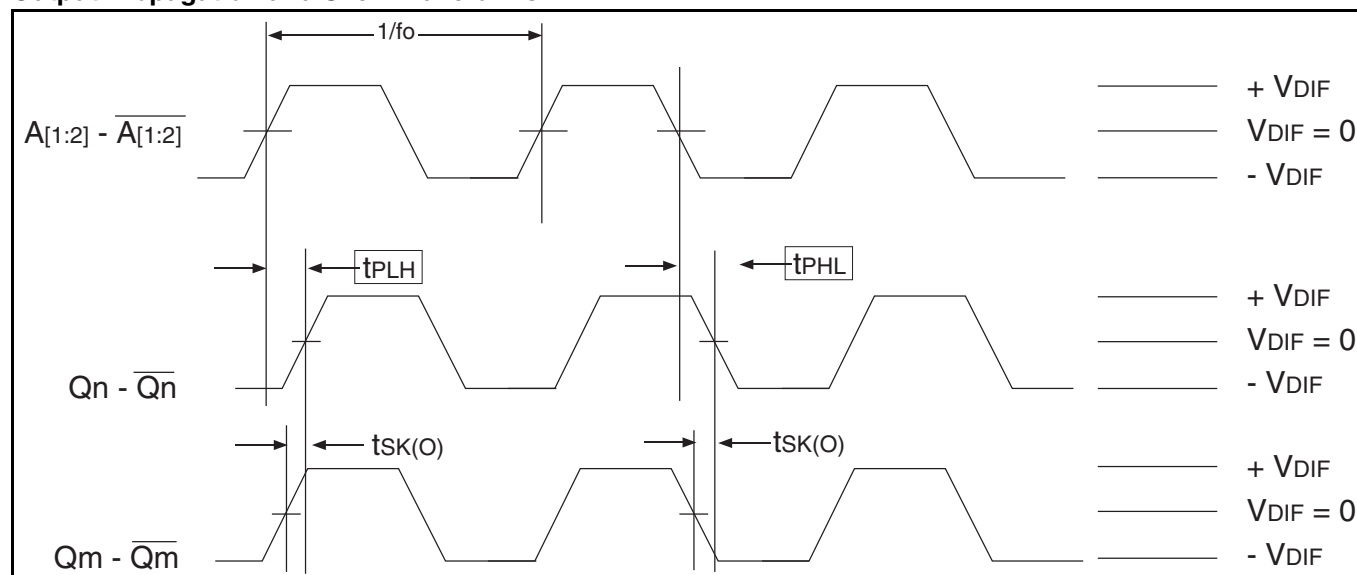 1/fo
A[1:2] - A[1:2]
+ VDIF
VDIF = 0
- VDIF
tPLH
tPHL
Qn - Qn
+ VDIF
VDIF = 0
- VDIF
tSK(O)
tSK(O)
Qm - Qm
+ VDIF
VDIF = 0
- VDIF